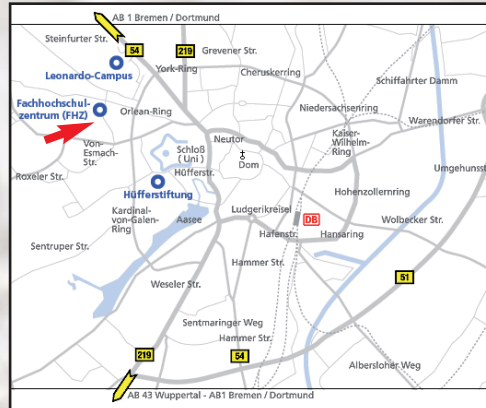 AB 1 Bremen / Dortmund
Steinfurter Str.
54
219
Grevener Str.
Leonardo-Campus
York-Ring
Cheruskerring
Schiffahrter Damm
Fachhochschul-
zentrum (FHZ)
Orlean-Ring
Niedersachsenring
Warendorfer Str.
Von-
Esmach-
Str.
Neutor
Kaiser-
Wilhelm-
Ring
Schloß
(Uni)
Dom
Roxeler Str.
Hüfferstr.
Umgehunsst
Hüfferstiftung
Hohenzollernring
Kardinal-
von-Galen-
Ring
Aasee
Ludgerikreisel
DB
Wolbecker Str.
Hafenstr.
Hansaring
Sentruper Str.
Hammer Str.
Weseler Str.
51
Sentmaringer Weg
Hammer Str.
219
54
Albersloher Weg
AB 43 Wuppertal - AB1 Bremen / Dortmund